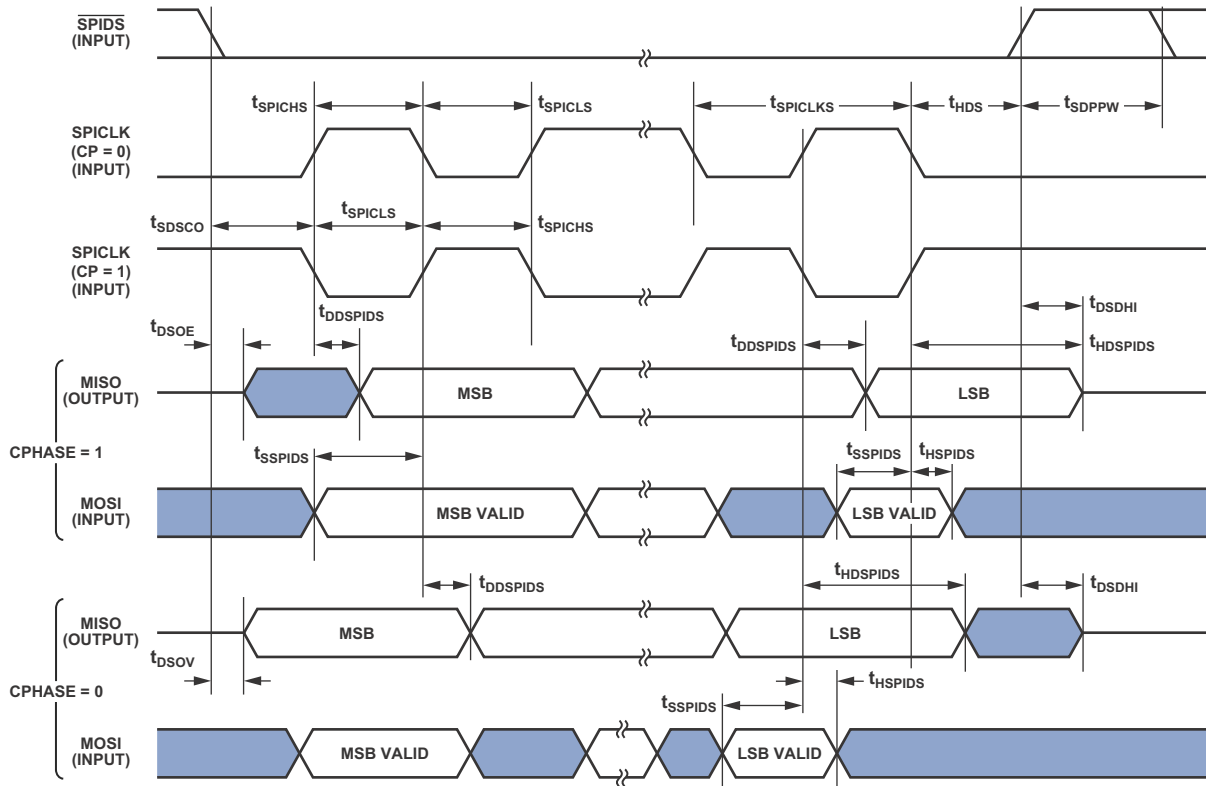 SPIDS
(INPUT)
tSPICHS
tSPICLS
tSPICLKS
tHDS
tSDPPW
SPICLK
(CP = 0)
(INPUT)
tSDSCO
tSPICLS
tSPICHS
SPICLK
(CP = 1)
(INPUT)
tDSOE
tDDSPIDS
tDDSPIDS
tDSDHI
tHDSPIDS
CPHASE = 1
MISO
(OUTPUT)
MSB
LSB
tSSPIDS
tSSPIDS
tHSPIDS
MOSI
(INPUT)
MSB VALID
LSB VALID
tDDSPIDS
tHDSPIDS
tDSDHI
CPHASE = 0
MISO
(OUTPUT)
MSB
LSB
tDSOV
tSSPIDS
tHSPIDS
MOSI
(INPUT)
MSB VALID
LSB VALID